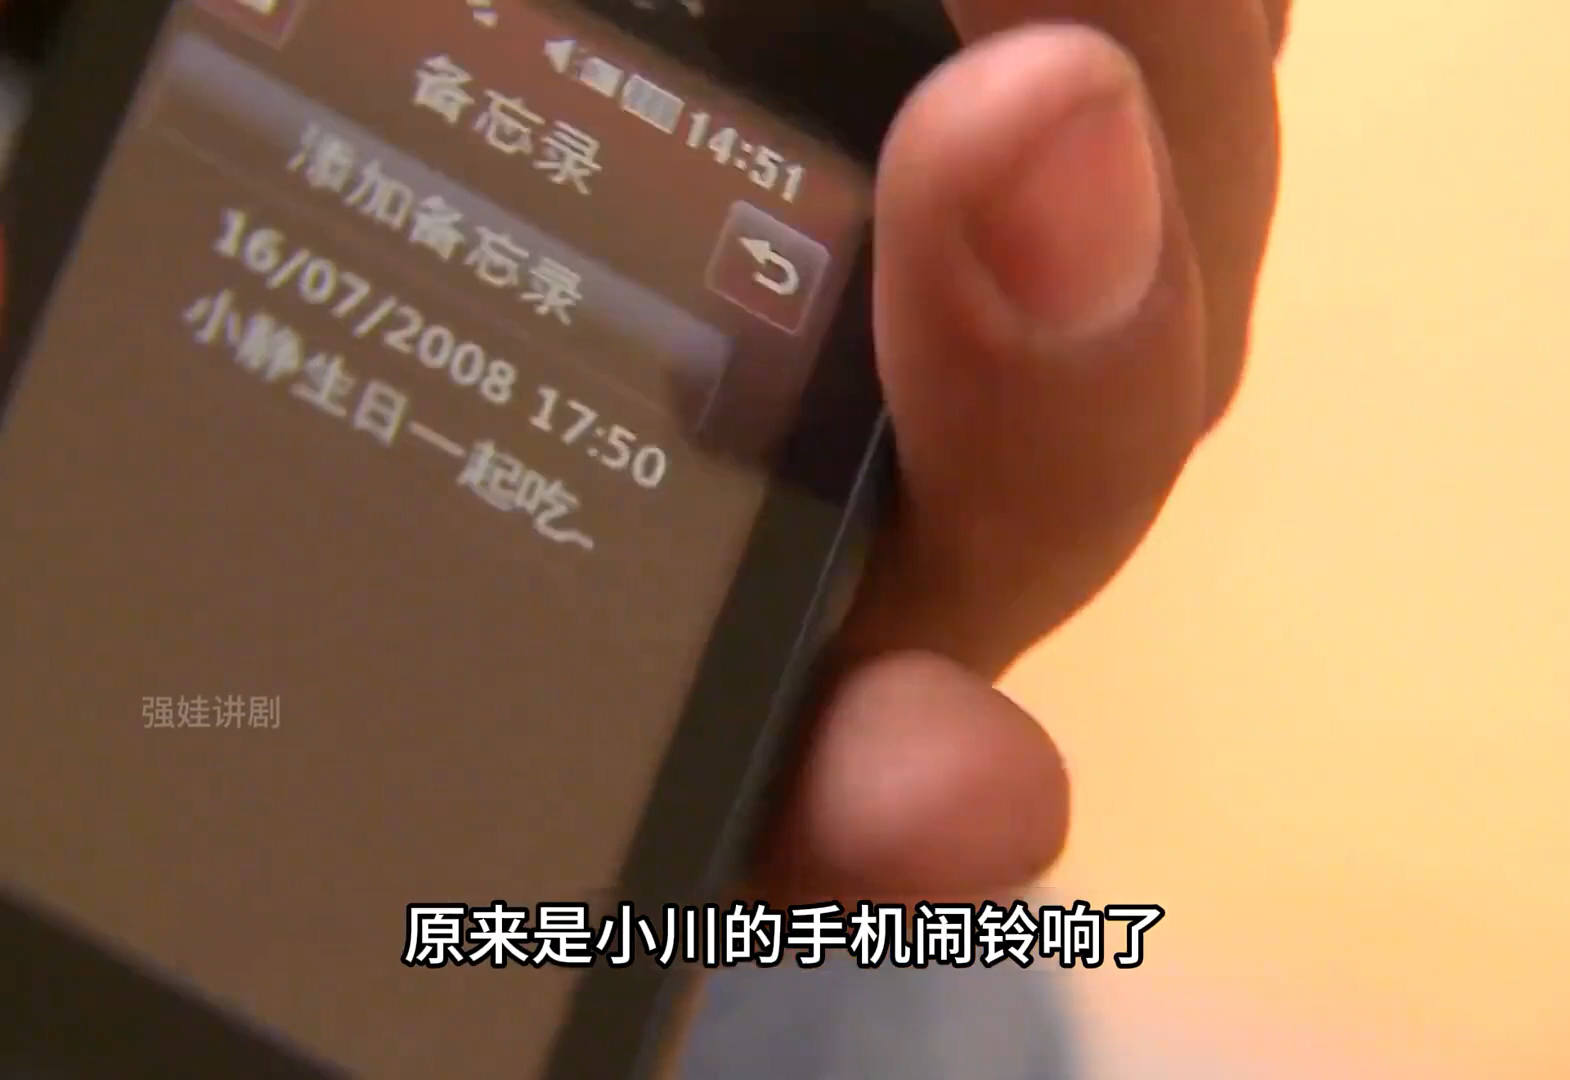 14:51
备忘录
添加备忘录
16/07/2008 17:50
小静生日一起吃~
强娃讲剧
原来是小川的手机闹铃响了